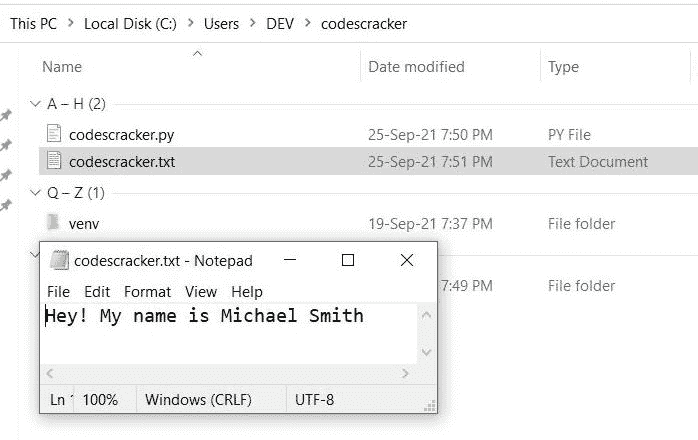 This PC > Local Disk (C:) > Users > DEV > codescracker
Name Date modified Type
A – H (2)
codescracker.py 25-Sep-21 7:50 PM PY File
codescracker.txt 25-Sep-21 7:51 PM Text Document
Q – Z (1)
venv 19-Sep-21 7:37 PM File folder
7:49 PM File folder
codescracker.txt - Notepad
File Edit Format View Help
Hey! My name is Michael Smith
Ln 100% Windows (CRLF) UTF-8